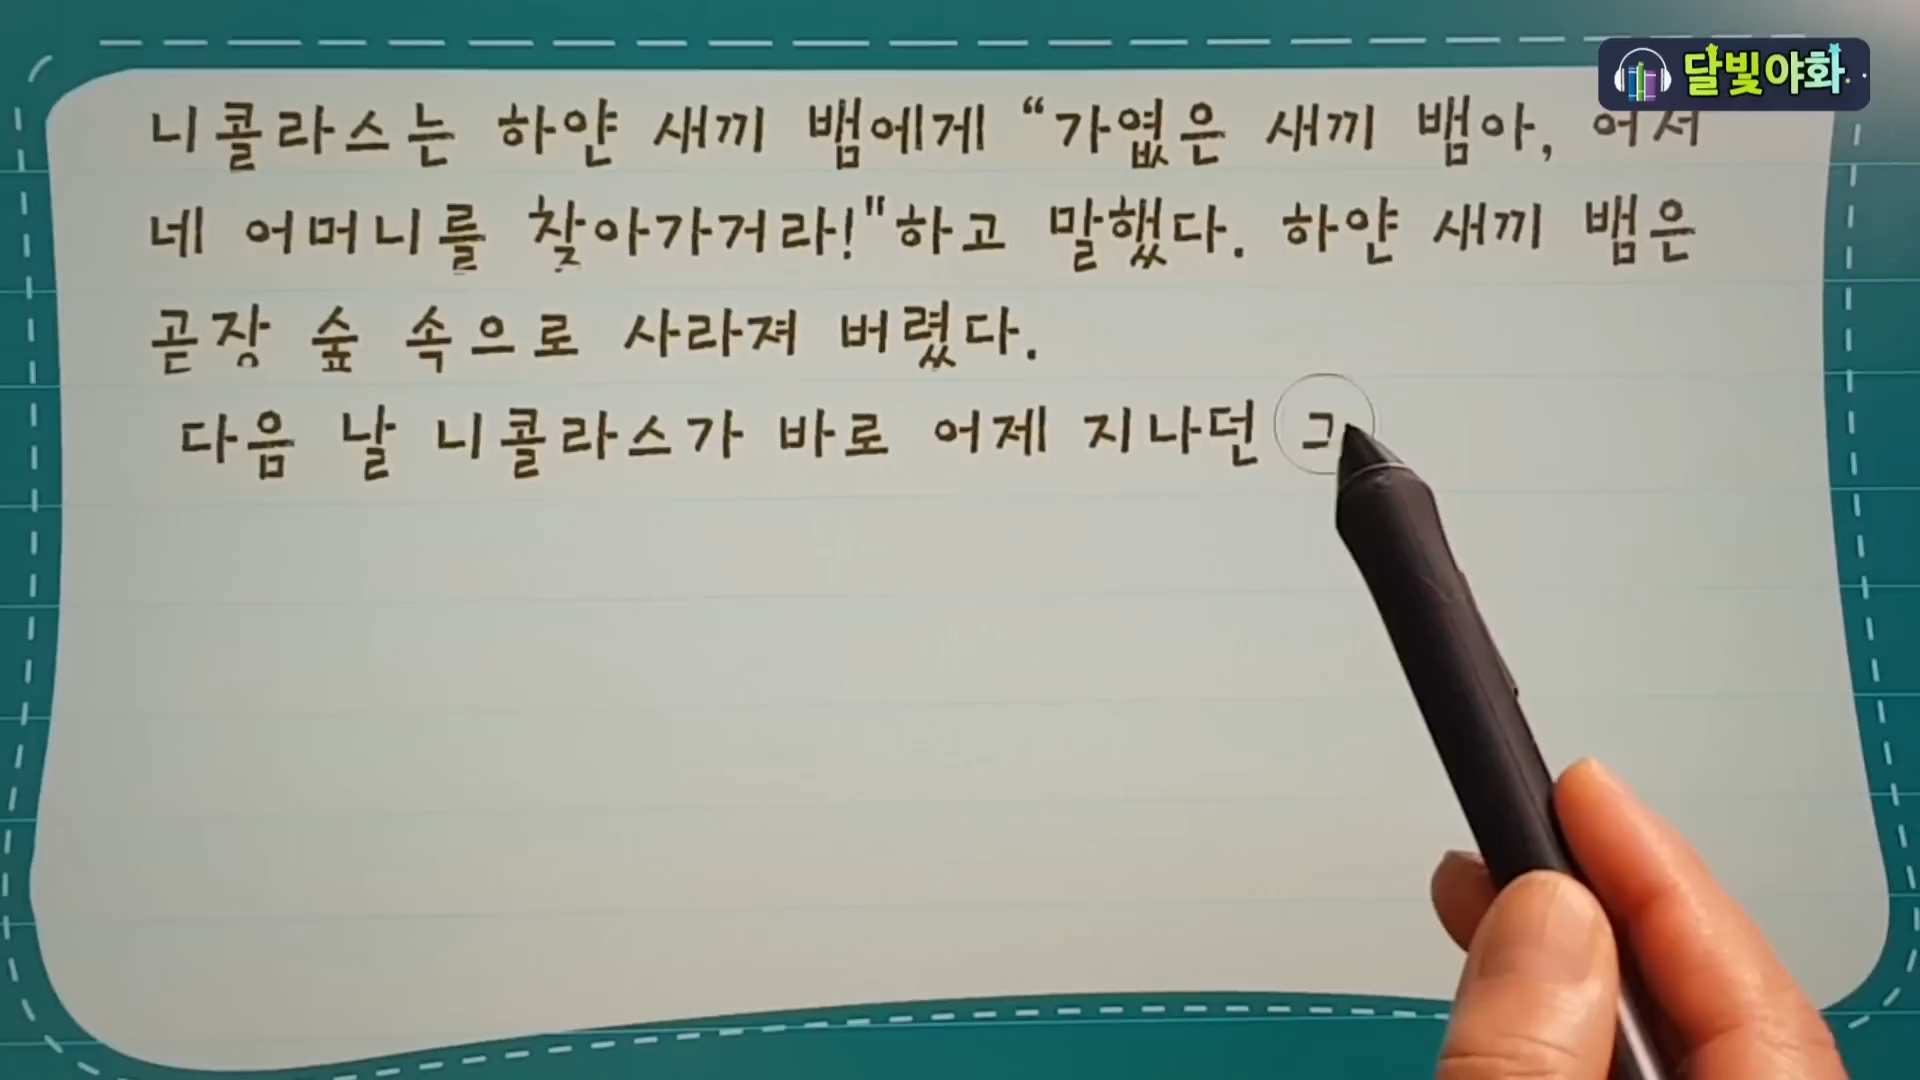 달빛야화
니콜라스는 하얀 새끼 뱀에게 “가엾은 새끼 뱀아, 어서
네 어머니를 찾아가거라!"하고 말했다. 하얀 새끼 뱀은
곧장 숲 속으로 사라져 버렸다.
다음 날 니콜라스가 바로 어제 지나던 그